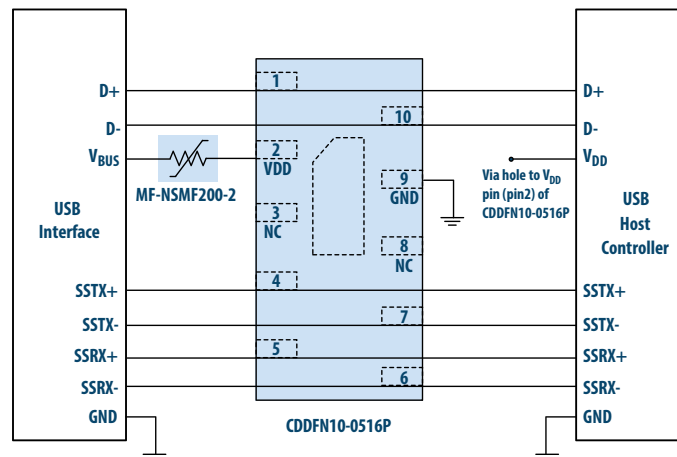 D+
D-
VBUS
MF-NSMF200-2
USB
Interface
SSTX+
SSTX-
SSRX+
SSRX-
GND
1
10
2
VDD
9
GND
3
NC
8
NC
4
7
5
6
CDDFN10-0516P
D+
D-
VDD
Via hole to VDD
pin (pin2) of
CDDFN10-0516P
USB
Host
Controller
SSTX+
SSTX-
SSRX+
SSRX-
GND